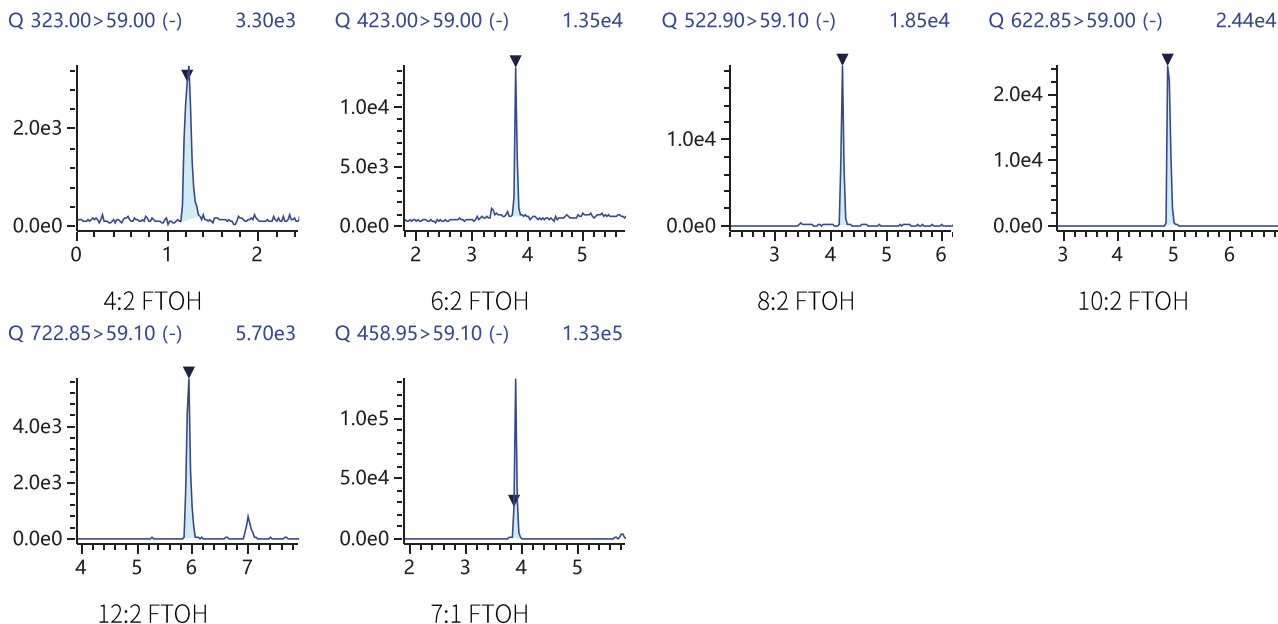 Q 323.00>59.00 (-) 3.30e3
2.0e3
0.0e0
0 1 2
4:2 FTOH
Q 423.00>59.00 (-) 1.35e4
1.0e4
5.0e3
0.0e0
2 3 4 5
6:2 FTOH
Q 522.90>59.10 (-) 1.85e4
1.0e4
0.0e0
3 4 5 6
8:2 FTOH
Q 622.85>59.00 (-) 2.44e4
2.0e4
1.0e4
0.0e0
3 4 5 6
10:2 FTOH
Q 722.85>59.10 (-) 5.70e3
4.0e3
2.0e3
0.0e0
4 5 6 7
12:2 FTOH
Q 458.95>59.10 (-) 1.33e5
1.0e5
5.0e4
0.0e0
2 3 4 5
7:1 FTOH